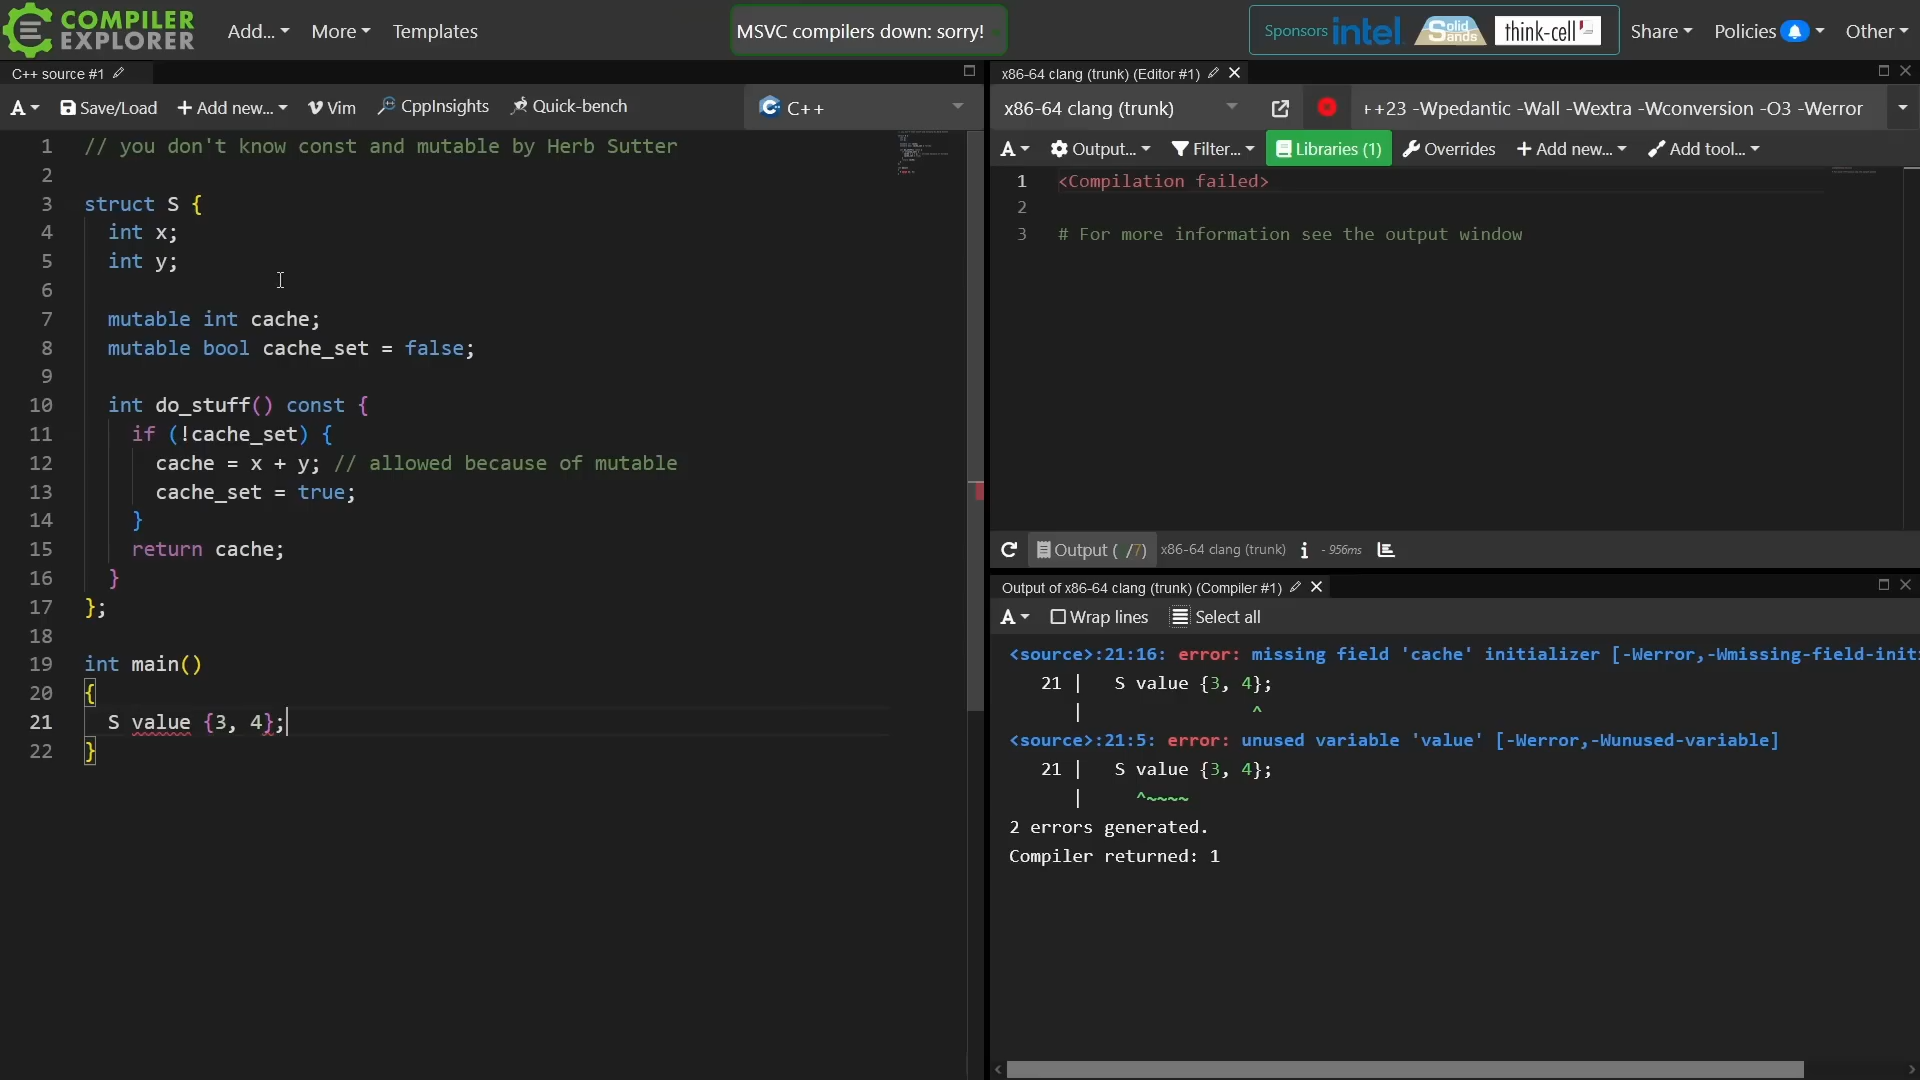 COMPILER
EXPLORER
Add...
More
Templates
MSVC compilers down: sorry!
Sponsors
intel
Solid
Sands
think-cell
Share
Policies
Other
C++ source #1
A
Save/Load
+ Add new...
Vim
CppInsights
Quick-bench
C++
1 // you don't know const and mutable by Herb Sutter
2
3 struct S {
4 int x;
5 int y;
6
7 mutable int cache;
8 mutable bool cache_set = false;
9
10 int do_stuff() const {
11 if (!cache_set) {
12 cache = x + y; // allowed because of mutable
13 cache_set = true;
14 }
15 return cache;
16 }
17 };
18
19 int main()
20 {
21 S value {3, 4};
22 }
x86-64 clang (trunk) (Editor #1)
x86-64 clang (trunk)
++23 -Wpedantic -Wall -Wextra -Wconversion -O3 -Werror
A
Output...
Filter...
Libraries (1)
Overrides
+ Add new...
Add tool...
1 <Compilation failed>
2
3 # For more information see the output window
Output ( /7)
x86-64 clang (trunk)
i
- 956ms
Output of x86-64 clang (trunk) (Compiler #1)
A
Wrap lines
Select all
<source>:21:16: error: missing field 'cache' initializer [-Werror,-Wmissing-field-init
21 | S value {3, 4};
| ^
<source>:21:5: error: unused variable 'value' [-Werror,-Wunused-variable]
21 | S value {3, 4};
| ^~~~~
2 errors generated.
Compiler returned: 1